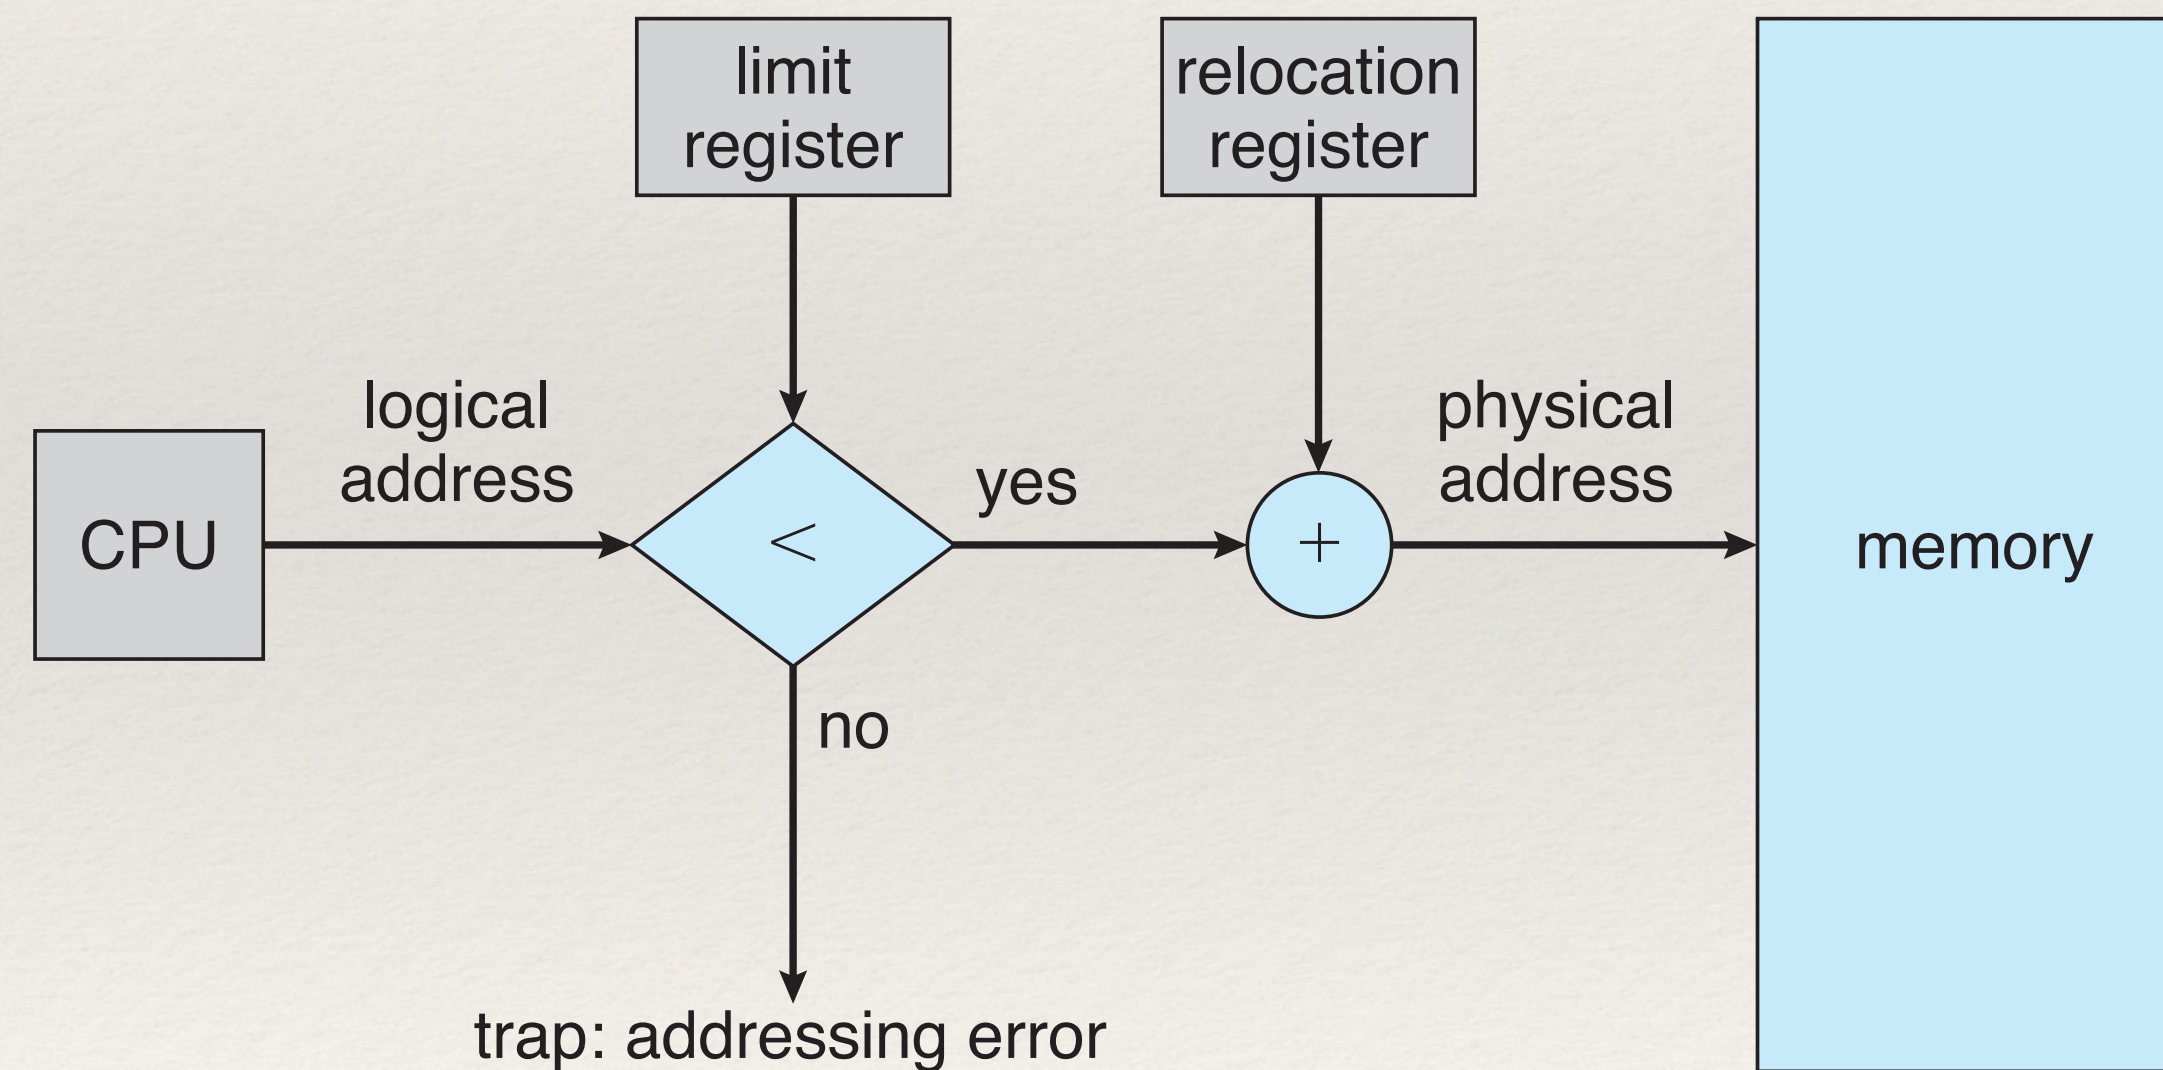 limit
register
relocation
register
logical
address
physical
address
CPU
<
yes
+
memory
no
trap: addressing error